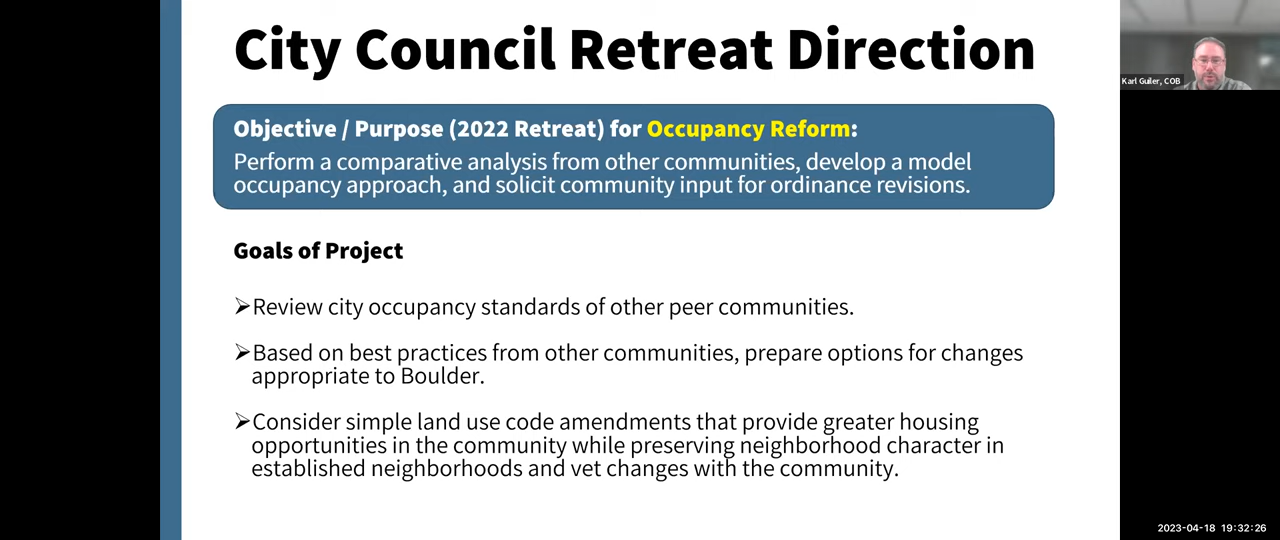 City Council Retreat Direction
Objective / Purpose (2022 Retreat) for Occupancy Reform:
Perform a comparative analysis from other communities, develop a model
occupancy approach, and solicit community input for ordinance revisions.
Goals of Project
➢Review city occupancy standards of other peer communities.
➢Based on best practices from other communities, prepare options for changes
appropriate to Boulder.
➢Consider simple land use code amendments that provide greater housing
opportunities in the community while preserving neighborhood character in
established neighborhoods and vet changes with the community.
Karl Guiler, COB
2023-04-18 19:32:26